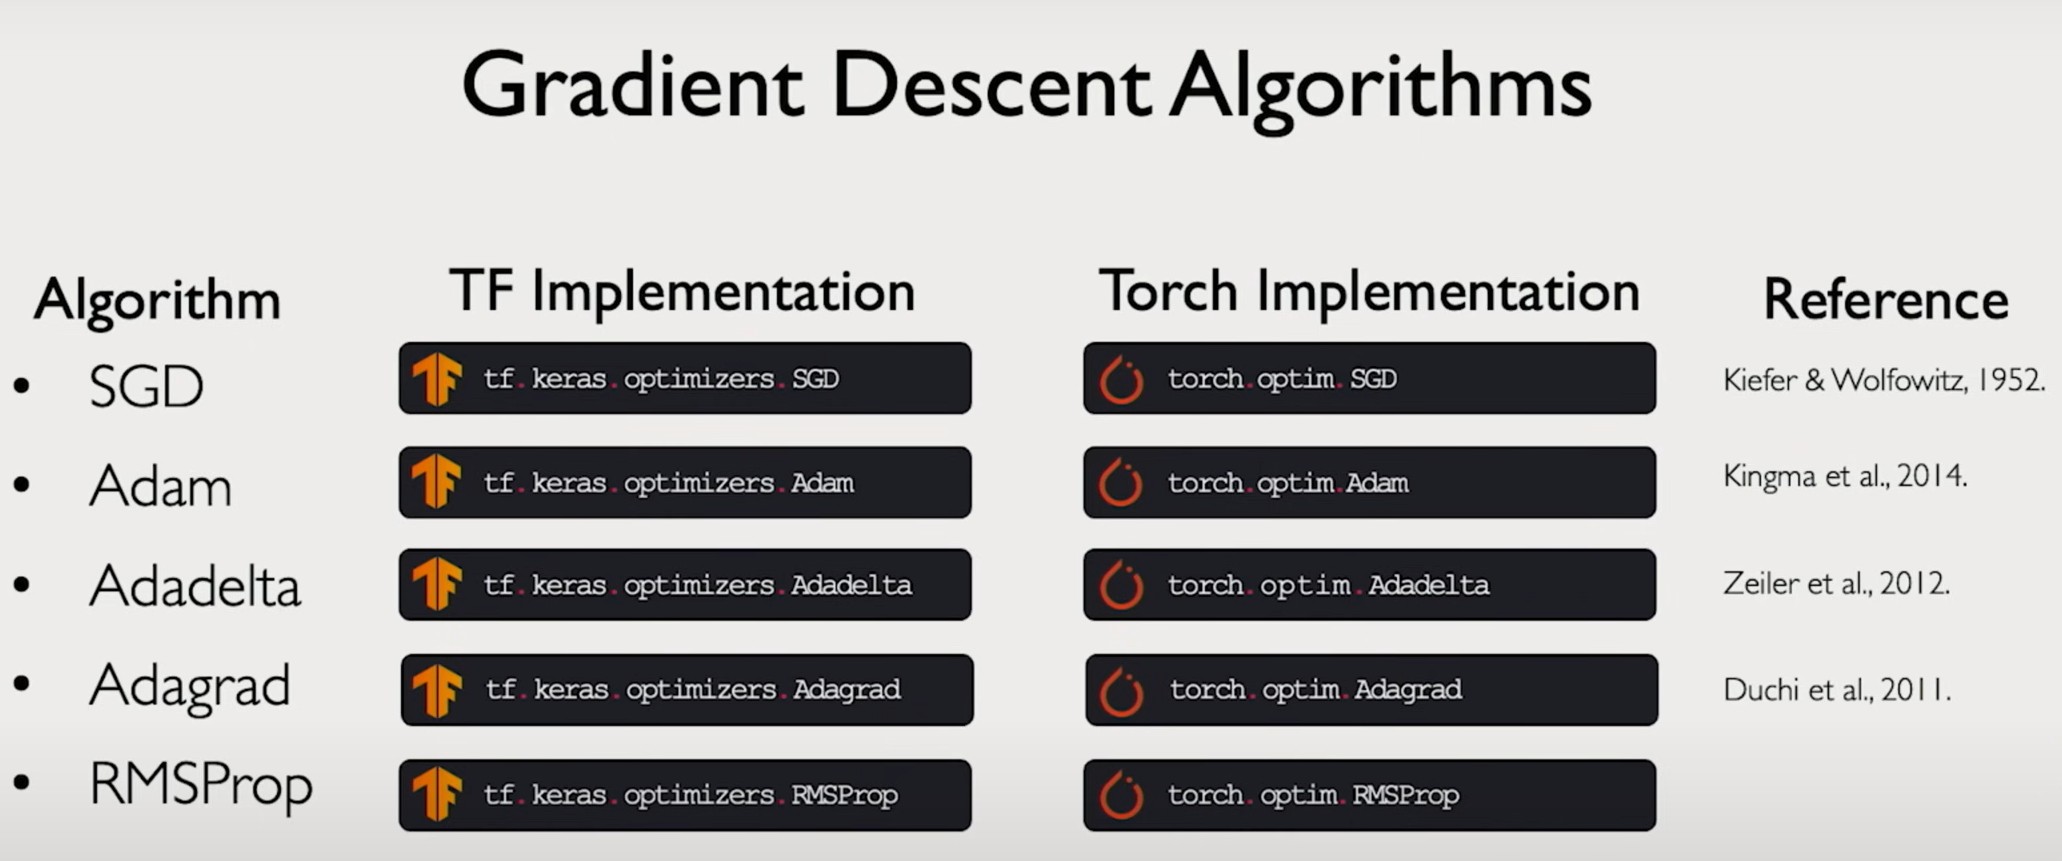 Gradient Descent Algorithms
Algorithm TF Implementation Torch Implementation Reference
• SGD tf.keras.optimizers.SGD torch.optim.SGD Kiefer & Wolfowitz, 1952.
• Adam tf.keras.optimizers.Adam torch.optim.Adam Kingma et al., 2014.
• Adadelta tf.keras.optimizers.Adadelta torch.optim.Adadelta Zeiler et al., 2012.
• Adagrad tf.keras.optimizers.Adagrad torch.optim.Adagrad Duchi et al., 2011.
• RMSProp tf.keras.optimizers.RMSProp torch.optim.RMSProp